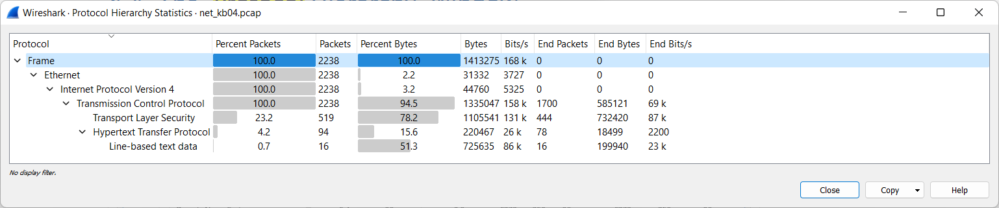 Wireshark · Protocol Hierarchy Statistics · net_kb04.pcap
Protocol Percent Packets Packets Percent Bytes Bytes Bits/s End Packets End Bytes End Bits/s
Frame 100.0 2238 100.0 1413275 168 k 0 0 0
Ethernet 100.0 2238 2.2 31332 3727 0 0 0
Internet Protocol Version 4 100.0 2238 3.2 44760 5325 0 0 0
Transmission Control Protocol 100.0 2238 94.5 1335047 158 k 1700 585121 69 k
Transport Layer Security 23.2 519 78.2 1105541 131 k 444 732420 87 k
Hypertext Transfer Protocol 4.2 94 15.6 220467 26 k 78 18499 2200
Line-based text data 0.7 16 51.3 725635 86 k 16 199940 23 k
No display filter.
Close Copy Help